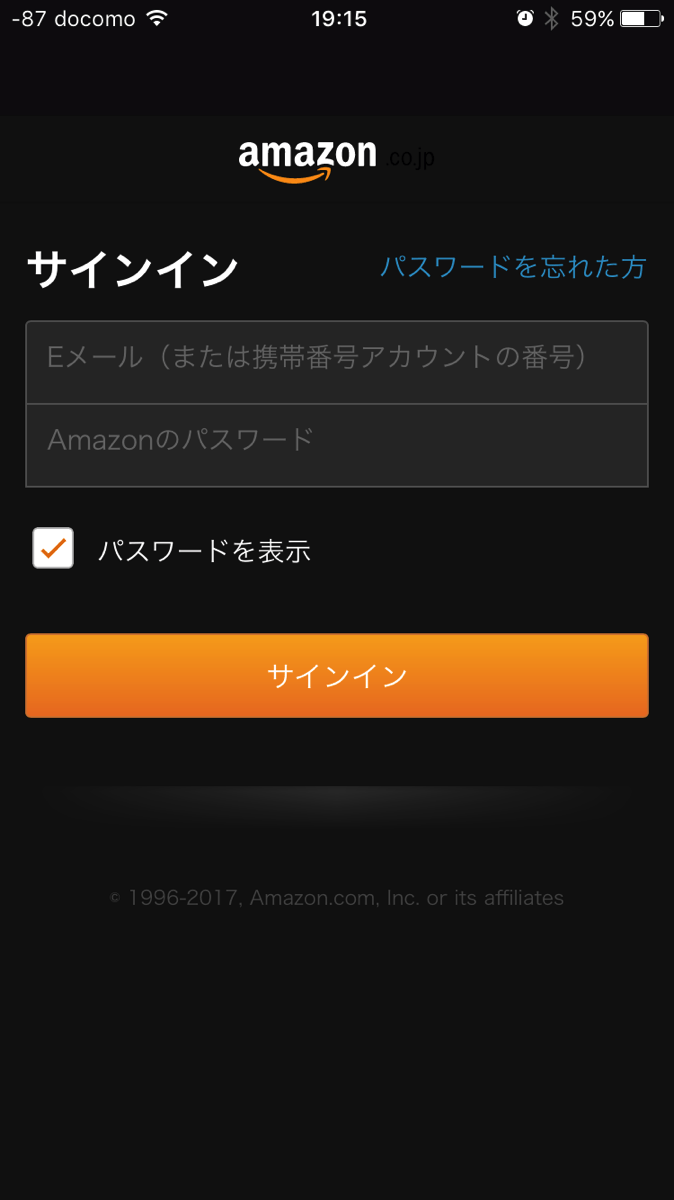 -87 docomo 19:15 59%
amazon.co.jp
サインイン パスワードを忘れた方
Eメール（または携帯番号アカウントの番号）
Amazonのパスワード
パスワードを表示
サインイン
© 1996-2017, Amazon.com, Inc. or its affiliates